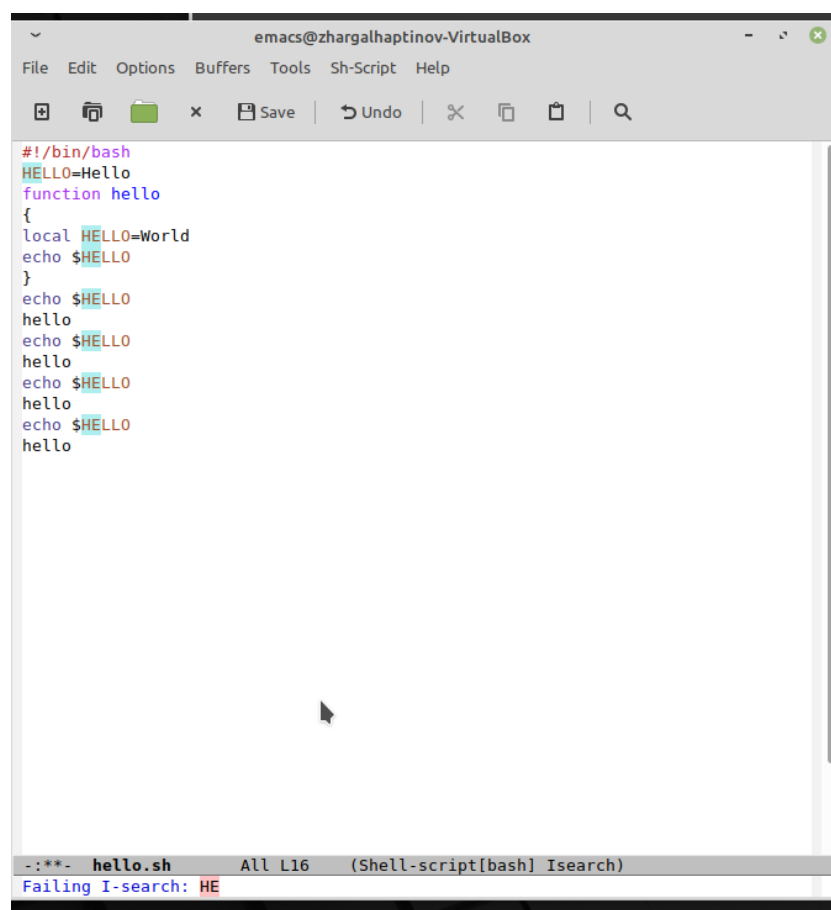 emacs@zhargalhaptinov-VirtualBox
File Edit Options Buffers Tools Sh-Script Help
Save Undo
#!/bin/bash
HELLO=Hello
function hello
{
local HELLO=World
echo $HELLO
}
echo $HELLO
hello
echo $HELLO
hello
echo $HELLO
hello
echo $HELLO
hello
-:**- hello.sh All L16 (Shell-script[bash] Isearch)
Failing I-search: HE